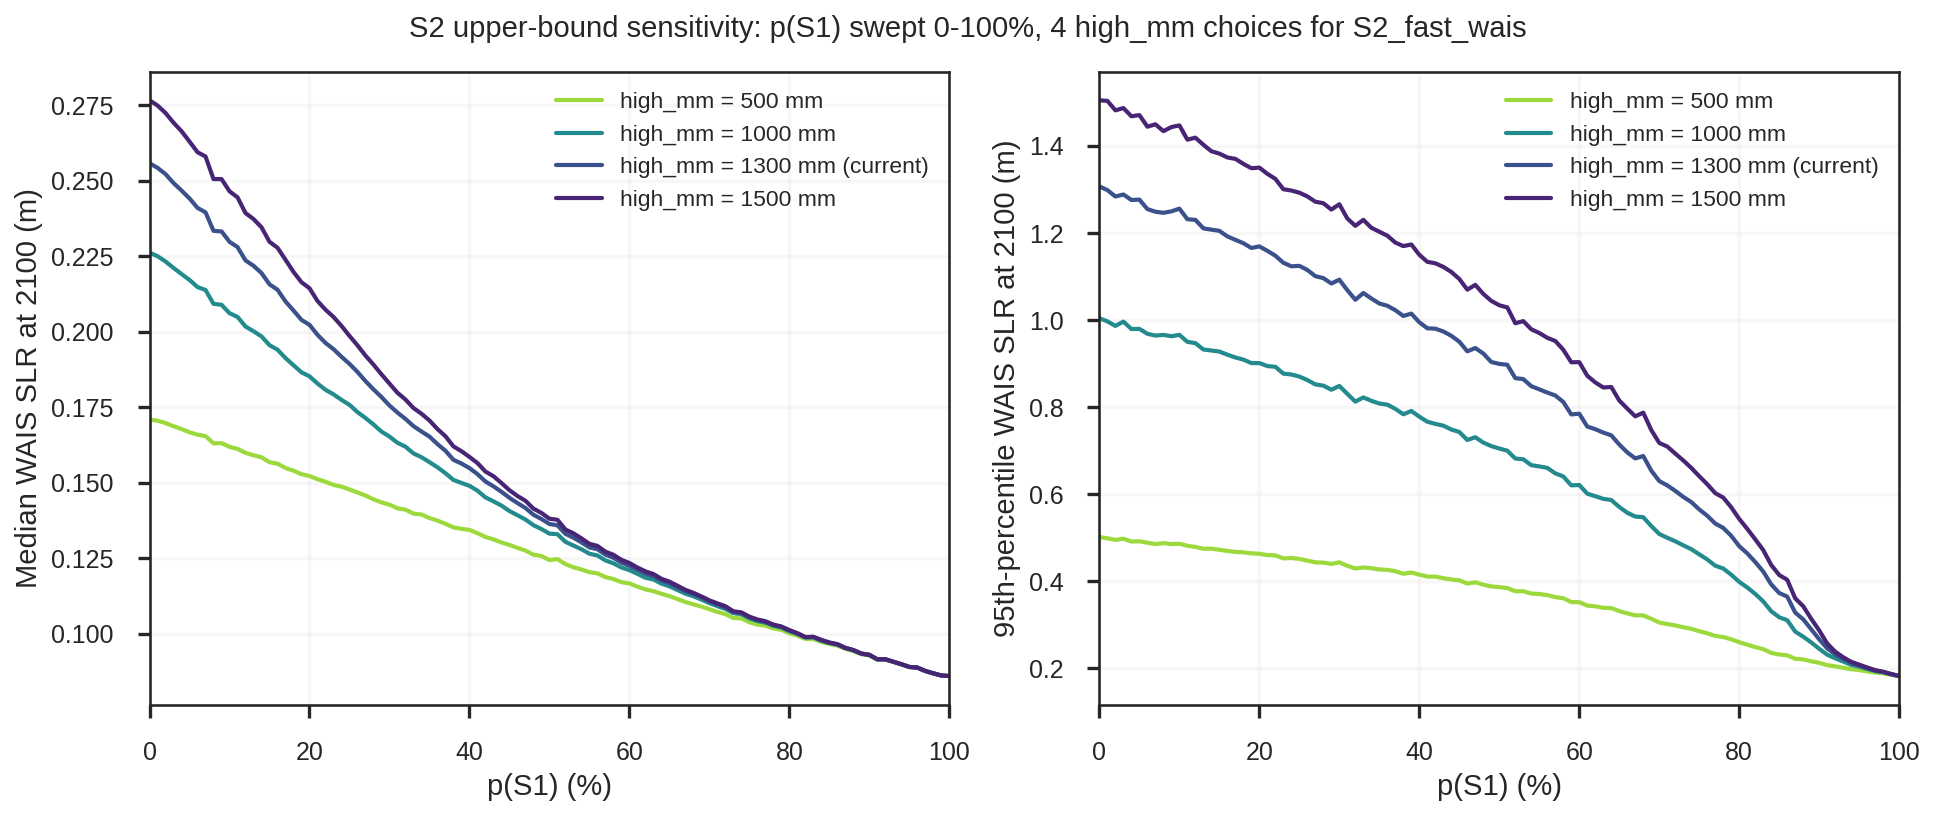 S2 upper-bound sensitivity: p(S1) swept 0-100%, 4 high_mm choices for S2_fast_wais
Median WAIS SLR at 2100 (m)
0.275
0.250
0.225
0.200
0.175
0.150
0.125
0.100
high_mm = 500 mm
high_mm = 1000 mm
high_mm = 1300 mm (current)
high_mm = 1500 mm
0 20 40 60 80 100
p(S1) (%)
95th-percentile WAIS SLR at 2100 (m)
1.4
1.2
1.0
0.8
0.6
0.4
0.2
high_mm = 500 mm
high_mm = 1000 mm
high_mm = 1300 mm (current)
high_mm = 1500 mm
0 20 40 60 80 100
p(S1) (%)